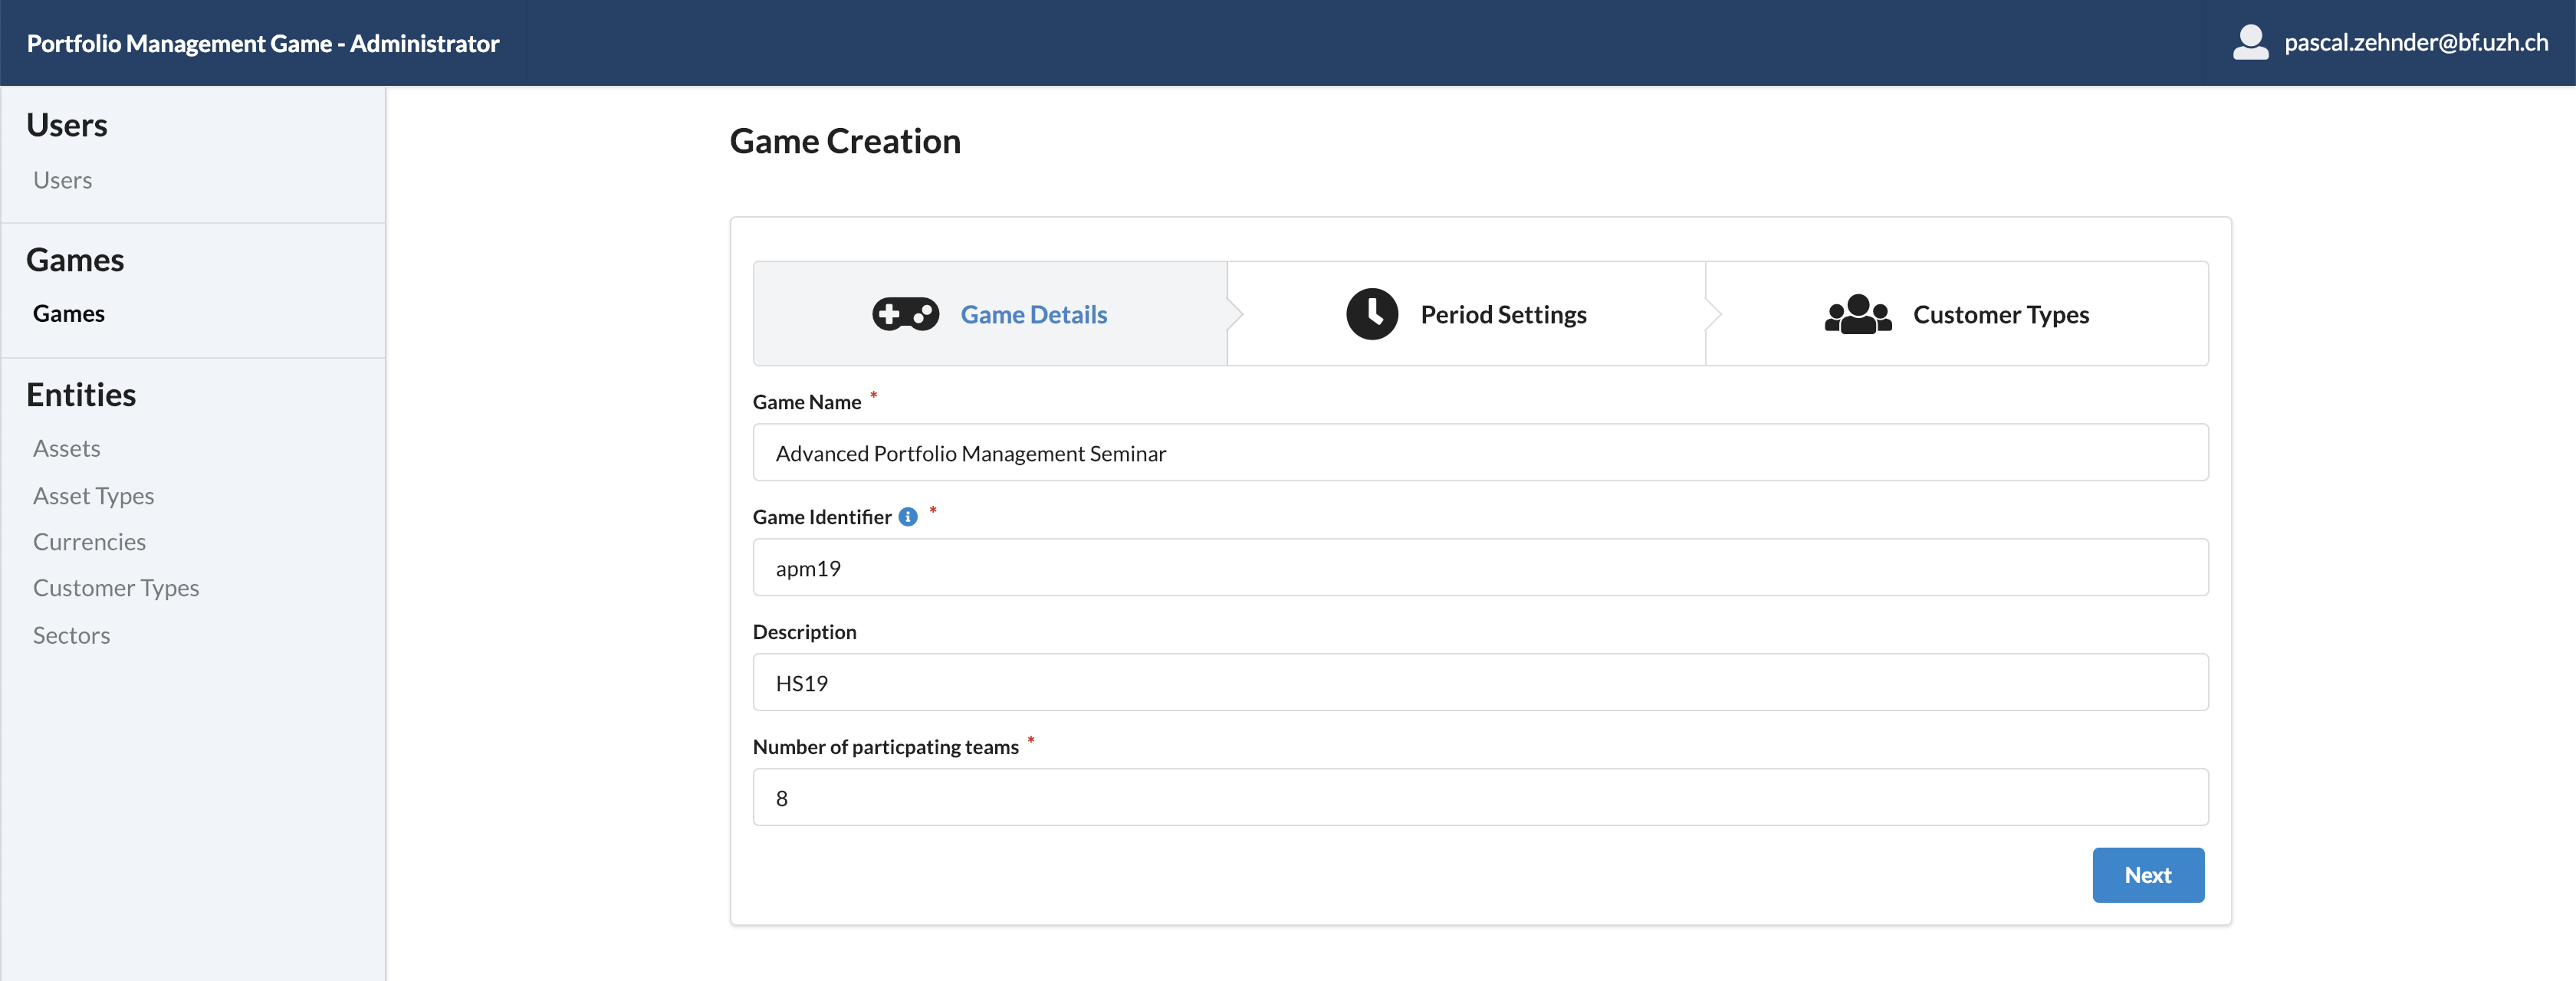 Portfolio Management Game - Administrator
pascal.zehnder@bf.uzh.ch
Users
Users
Games
Games
Entities
Assets
Asset Types
Currencies
Customer Types
Sectors
Game Creation
Game Details
Period Settings
Customer Types
Game Name *
Advanced Portfolio Management Seminar
Game Identifier *
apm19
Description
HS19
Number of particpating teams *
8
Next